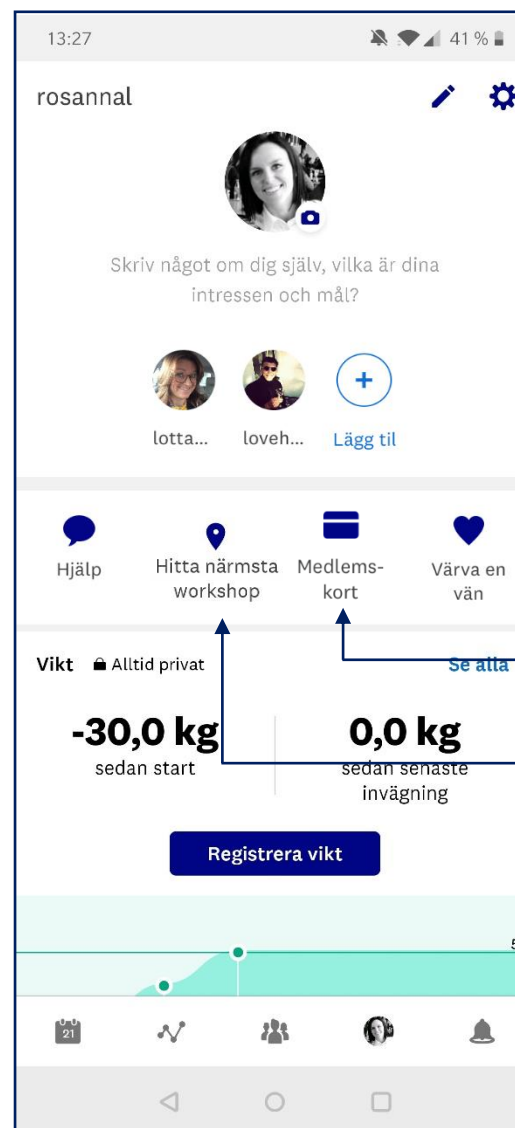 13:27 41 %
rosannal
Skriv något om dig själv, vilka är dina
intressen och mål?
lotta... loveh... Lägg til
Hjälp Hitta närmsta Medlems- Värva en
workshop kort vän
Vikt Alltid privat Se alla
-30,0 kg 0,0 kg
sedan start sedan senaste
invägning
Registrera vikt
5
21